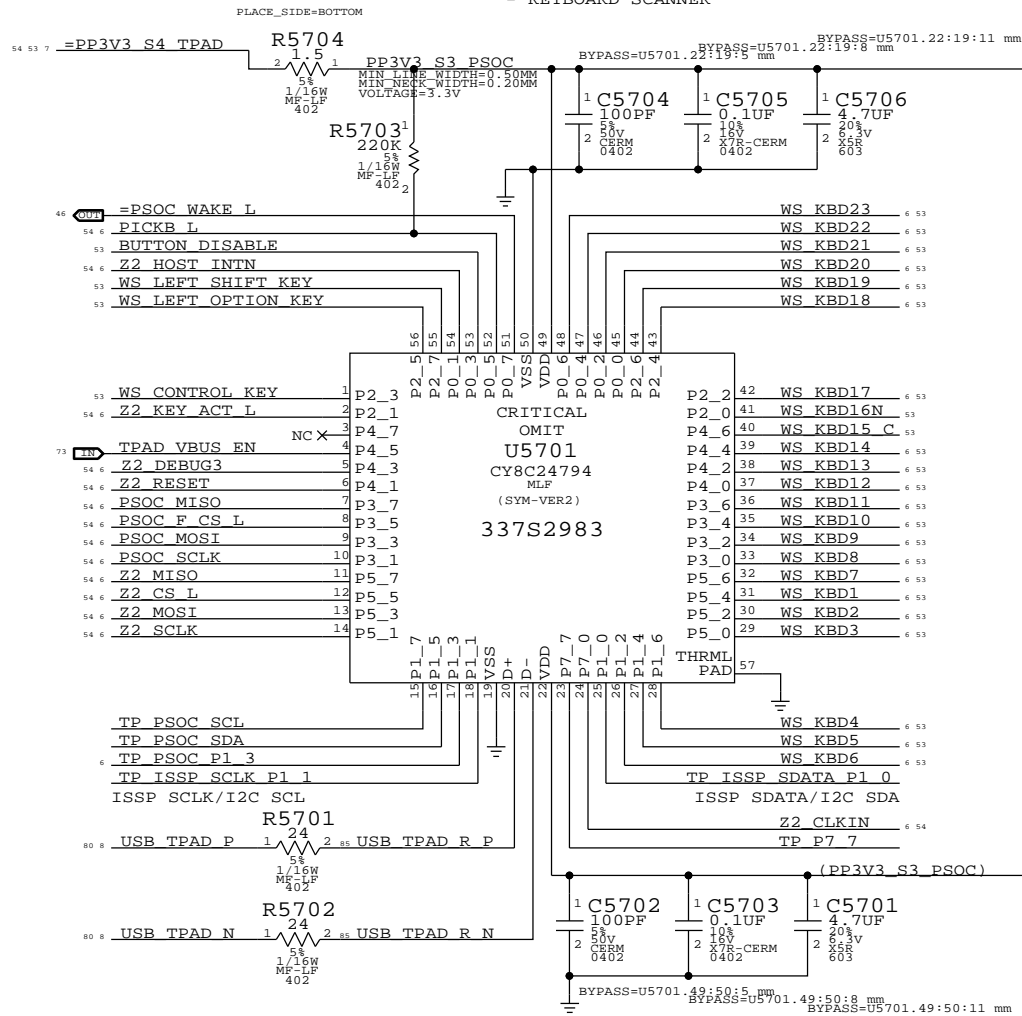 - KEYBOARD SCANNER
PLACE_SIDE=BOTTOM
54 53 7 =PP3V3_S4_TPAD
R5704
1.5
2 1
5%
1/16W
MF-LF
402
PP3V3_S3_PSOC
MIN_LINE_WIDTH=0.50MM
MIN_NECK_WIDTH=0.20MM
VOLTAGE=3.3V
BYPASS=U5701.22:19:5 mm
BYPASS=U5701.22:19:8 mm
BYPASS=U5701.22:19:11 mm
R5703
220K
5%
1/16W
MF-LF
402
1
2
1 C5704
100PF
5%
2 50V
CERM
0402
1 C5705
0.1UF
10%
2 16V
X7R-CERM
0402
1 C5706
4.7UF
20%
2 6.3V
X5R
603
46 OUT =PSOC_WAKE_L
54 6 PICKB_L
53 BUTTON_DISABLE
54 6 Z2_HOST_INTN
53 WS_LEFT_SHIFT_KEY
53 WS_LEFT_OPTION_KEY
WS_KBD23 6 53
WS_KBD22 6 53
WS_KBD21 6 53
WS_KBD20 6 53
WS_KBD19 6 53
WS_KBD18 6 53
56 55 54 53 52 51 50 49 48 47 46 45 44 43
P2_5 P2_7 P0_1 P0_3 P0_5 P0_7 VSS VDD P0_6 P0_4 P0_2 P0_0 P2_6 P2_4
CRITICAL
OMIT
U5701
CY8C24794
MLF
(SYM-VER2)
337S2983
53 WS_CONTROL_KEY 1 P2_3
54 6 Z2_KEY_ACT_L 2 P2_1
NC 3 P4_7
73 IN TPAD_VBUS_EN 4 P4_5
54 6 Z2_DEBUG3 5 P4_3
54 6 Z2_RESET 6 P4_1
54 6 PSOC_MISO 7 P3_7
54 6 PSOC_F_CS_L 8 P3_5
54 6 PSOC_MOSI 9 P3_3
54 6 PSOC_SCLK 10 P3_1
54 6 Z2_MISO 11 P5_7
54 6 Z2_CS_L 12 P5_5
54 6 Z2_MOSI 13 P5_3
54 6 Z2_SCLK 14 P5_1
P2_2 42 WS_KBD17 6 53
P2_0 41 WS_KBD16N 53
P4_6 40 WS_KBD15_C 53
P4_4 39 WS_KBD14 6 53
P4_2 38 WS_KBD13 6 53
P4_0 37 WS_KBD12 6 53
P3_6 36 WS_KBD11 6 53
P3_4 35 WS_KBD10 6 53
P3_2 34 WS_KBD9 6 53
P3_0 33 WS_KBD8 6 53
P5_6 32 WS_KBD7 6 53
P5_4 31 WS_KBD1 6 53
P5_2 30 WS_KBD2 6 53
P5_0 29 WS_KBD3 6 53
THRML
PAD 57
P1_7 P1_5 P1_3 P1_1 VSS D+ D- VDD P7_7 P7_0 P1_0 P1_2 P1_4 P1_6
15 16 17 18 19 20 21 22 23 24 25 26 27 28
TP_PSOC_SCL
TP_PSOC_SDA
6 TP_PSOC_P1_3
TP_ISSP_SCLK_P1_1
ISSP SCLK/I2C SCL
WS_KBD4 6 53
WS_KBD5 6 53
WS_KBD6 6 53
TP_ISSP_SDATA_P1_0
ISSP SDATA/I2C SDA
Z2_CLKIN 6 54
TP_P7_7
R5701
24
80 8 USB_TPAD_P 1 2 85 USB_TPAD_R_P
5%
1/16W
MF-LF
402
R5702
24
80 8 USB_TPAD_N 1 2 85 USB_TPAD_R_N
5%
1/16W
MF-LF
402
(PP3V3_S3_PSOC)
1 C5702
100PF
5%
2 50V
CERM
0402
1 C5703
0.1UF
10%
2 16V
X7R-CERM
0402
1 C5701
4.7UF
20%
2 6.3V
X5R
603
BYPASS=U5701.49:50:5 mm
BYPASS=U5701.49:50:8 mm
BYPASS=U5701.49:50:11 mm